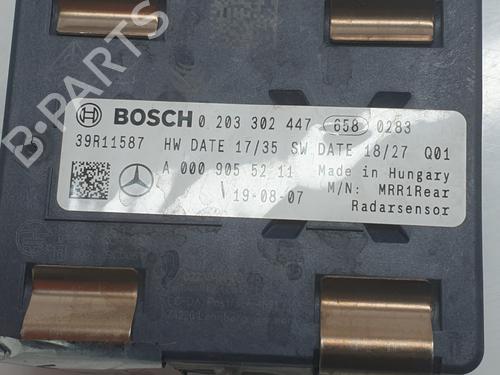 B-PARTS
BOSCH 0 203 302 447 658 0283
39R11587 HW DATE 17/35 SW DATE 18/27 Q01
A 000 905 52 11 Made in Hungary
19-08-07 M/N: MRR1Rear
Radarsensor